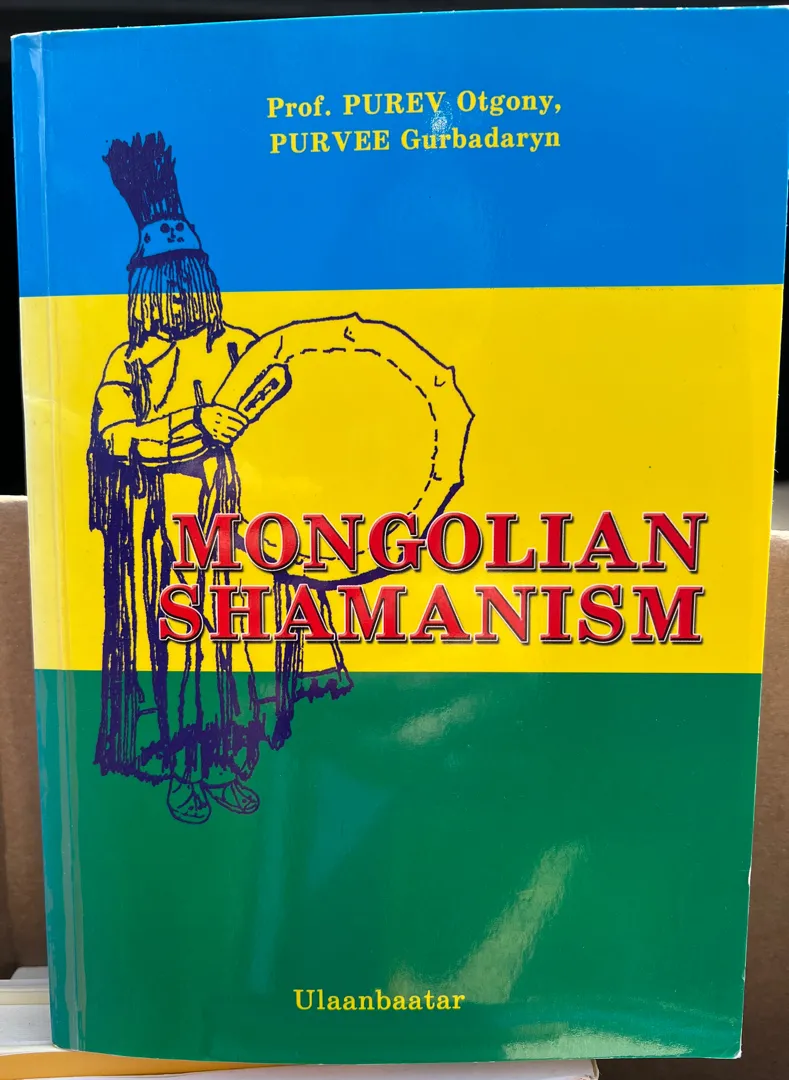 Prof. PUREV Otgony,
PURVEE Gurbadaryn
MONGOLIAN
SHAMANISM
Ulaanbaatar